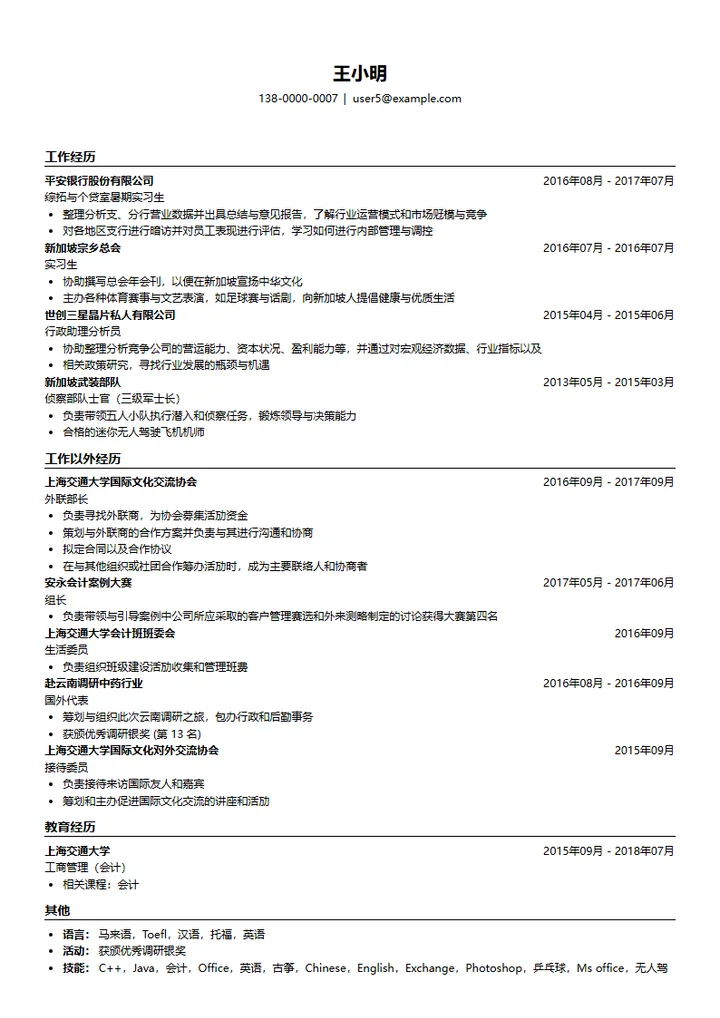 王小明
138-0000-0007 | user5@example.com
工作经历
平安银行股份有限公司 2016年08月 - 2017年07月
综拓与个贷室暑期实习生
• 整理分析支、分行营业数据并出具总结与意见报告，了解行业运营模式和市场规模与竞争
• 对各地区支行进行暗访并对员工表现进行评估，学习如何进行内部管理与调控
新加坡宗乡总会 2016年07月 - 2016年07月
实习生
• 协助撰写总会年会刊，以便在新加坡宣扬中华文化
• 主办各种体育赛事与文艺表演，如足球赛与话剧，向新加坡人提倡健康与优质生活
世创三星晶片私人有限公司 2015年04月 - 2015年06月
行政助理分析员
• 协助整理分析竞争公司的营运能力、资本状况、盈利能力等，并通过对宏观经济数据、行业指标以及
• 相关政策研究，寻找行业发展的瓶颈与机遇
新加坡武装部队 2013年05月 - 2015年03月
侦察部队士官（三级军士长）
• 负责带领五人小队执行潜入和侦察任务，锻炼领导与决策能力
• 合格的迷你无人驾驶飞机机师
工作以外经历
上海交通大学国际文化交流协会 2016年09月 - 2017年09月
外联部长
• 负责寻找外联商，为协会募集活动资金
• 策划与外联商的合作方案并负责与其进行沟通和协商
• 拟定合同以及合作协议
• 在与其他组织或社团合作筹办活动时，成为主要联络人和协商者
安永会计案例大赛 2017年05月 - 2017年06月
组长
• 负责带领与引导案例中公司所应采取的客户管理赛选和外来测略制定的讨论获得大赛第四名
上海交通大学会计班班委会 2016年09月
生活委员
• 负责组织班级建设活动收集和管理班费
赴云南调研中药行业 2016年08月 - 2016年09月
国外代表
• 筹划与组织此次云南调研之旅，包办行政和后勤事务
• 获颁优秀调研银奖 (第 13 名)
上海交通大学国际文化对外交流协会 2015年09月
接待委员
• 负责接待来访国际友人和嘉宾
• 筹划和主办促进国际文化交流的讲座和活动
教育经历
上海交通大学 2015年09月 - 2018年07月
工商管理（会计）
• 相关课程：会计
其他
• 语言： 马来语，Toefl，汉语，托福，英语
• 活动： 获颁优秀调研银奖
• 技能： C++，Java，会计，Office，英语，古筝，Chinese，English，Exchange，Photoshop，乒乓球，Ms office，无人驾